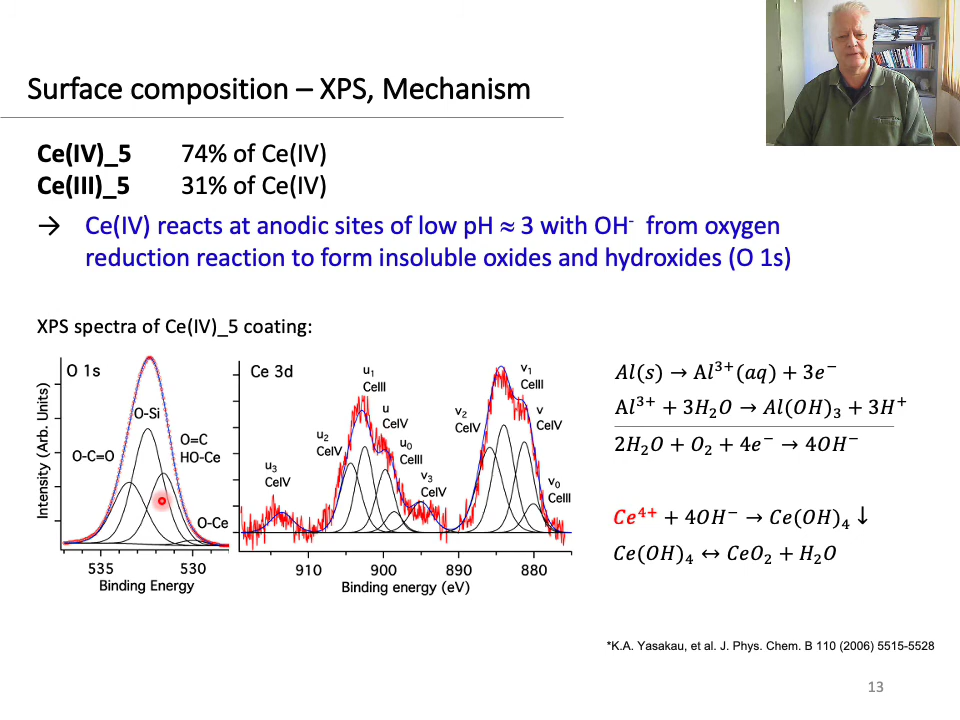 Surface composition – XPS, Mechanism
Ce(IV)_5 74% of Ce(IV)
Ce(III)_5 31% of Ce(IV)
→ Ce(IV) reacts at anodic sites of low pH ≈ 3 with OH⁻ from oxygen
reduction reaction to form insoluble oxides and hydroxides (O 1s)
XPS spectra of Ce(IV)_5 coating:
O 1s
O-Si
O-C=O
O=C
HO-Ce
O-Ce
Intensity (Arb. Units)
535 530
Binding Energy
Ce 3d
u₃
CeIV
u₂
CeIV
u₁
CeIII
u
CeIV
u₀
CeIII
v₃
CeIV
v₂
CeIV
v₁
CeIII
v
CeIV
v₀
CeIII
910 900 890 880
Binding energy (eV)
Al(s) → Al³⁺(aq) + 3e⁻
Al³⁺ + 3H₂O → Al(OH)₃ + 3H⁺
2H₂O + O₂ + 4e⁻ → 4OH⁻
Ce⁴⁺ + 4OH⁻ → Ce(OH)₄ ↓
Ce(OH)₄ ↔ CeO₂ + H₂O
*K.A. Yasakau, et al. J. Phys. Chem. B 110 (2006) 5515-5528
13